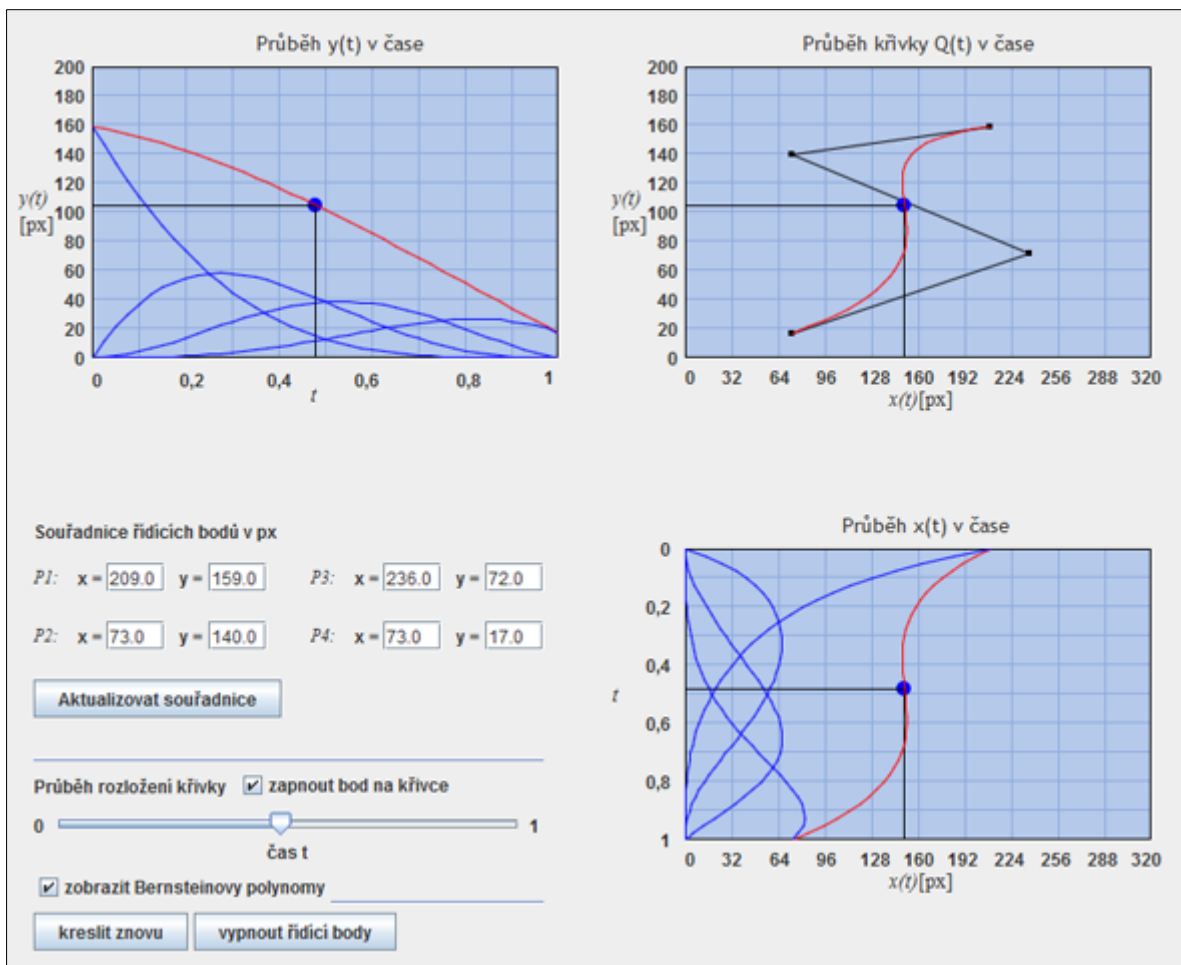 Průběh y(t) v čase
200
180
160
140
120
100
80
60
40
20
0
y(t)
[px]
0 0,2 0,4 0,6 0,8 1
t
Průběh křivky Q(t) v čase
200
180
160
140
120
100
80
60
40
20
0
y(t)
[px]
0 32 64 96 128 160 192 224 256 288 320
x(t)[px]
Souřadnice řídících bodů v px
P1: x = 209.0 y = 159.0 P3: x = 236.0 y = 72.0
P2: x = 73.0 y = 140.0 P4: x = 73.0 y = 17.0
Aktualizovat souřadnice
Průběh rozložení křivky zapnout bod na křivce
0 1
čas t
zobrazit Bernsteinovy polynomy
kreslit znovu vypnout řídící body
Průběh x(t) v čase
0
0,2
0,4
t
0,6
0,8
1
0 32 64 96 128 160 192 224 256 288 320
x(t)[px]